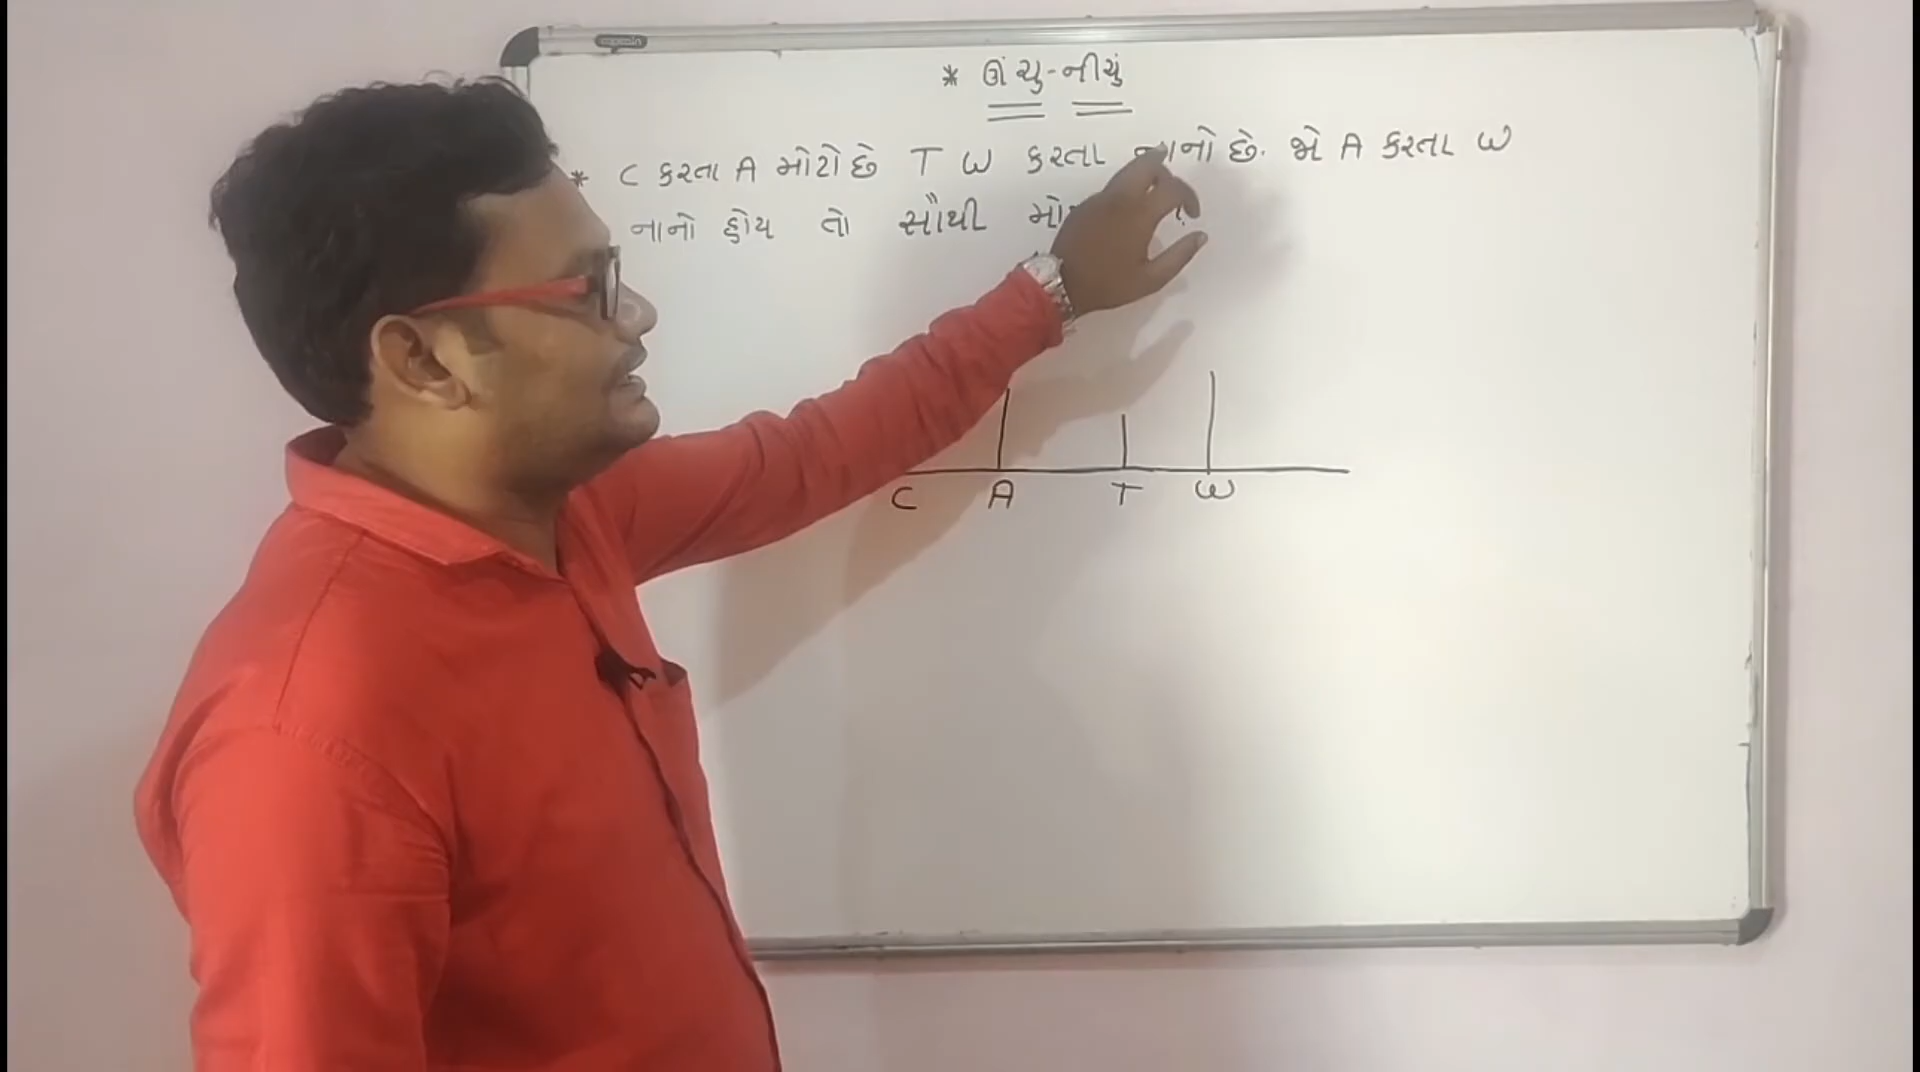 * ઊંચુ-નીચું
* C કરતા A મોટો છે T W કરતા નાનો છે. જો A કરતા W
નાનો હોય તો સૌથી
C A T W